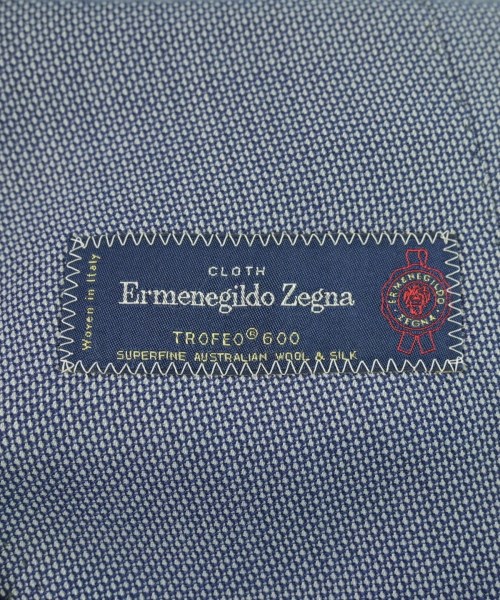 Woven in Italy
CLOTH
Ermenegildo Zegna
TROFEO® 600
SUPERFINE AUSTRALIAN WOOL & SILK
ERMENEGILDO
ZEGNA